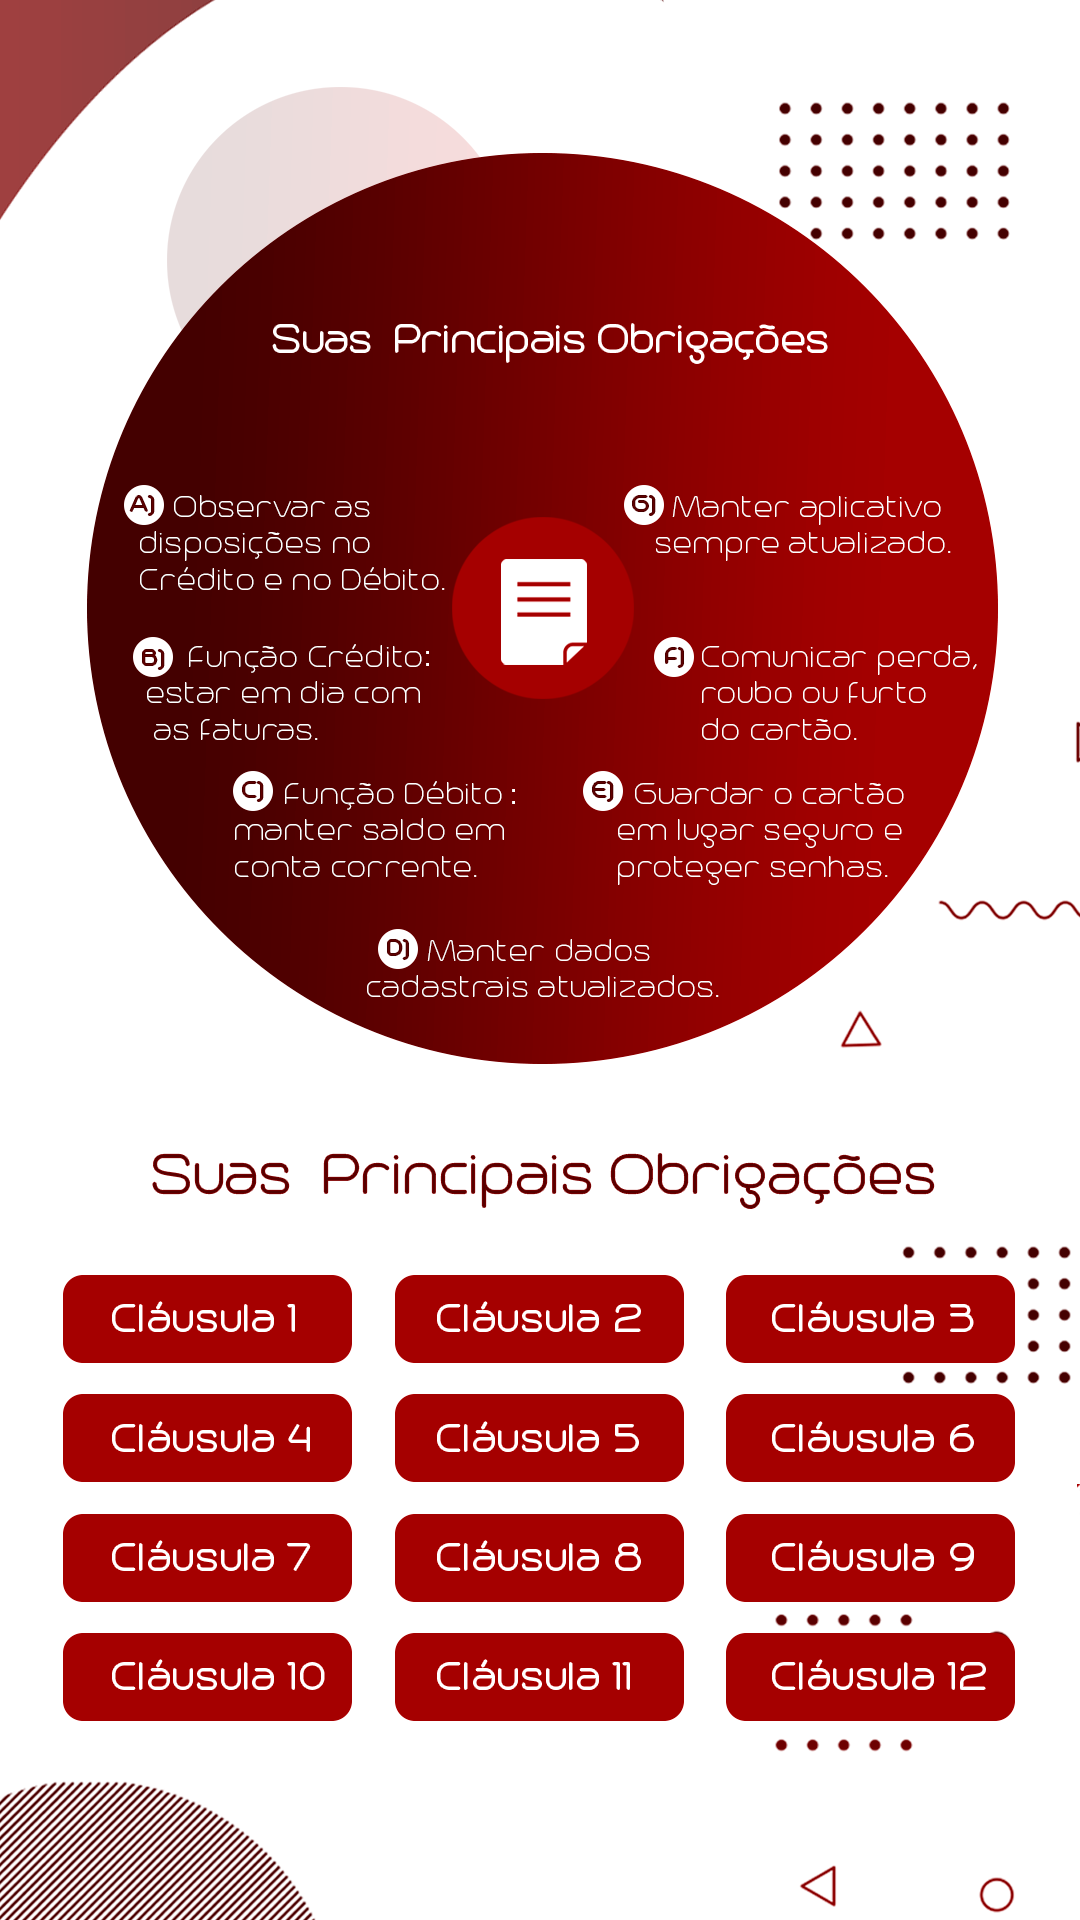 Suas Principais Obrigações
A) Observar as
disposições no
Crédito e no Débito.
B) Função Crédito:
estar em dia com
as faturas.
C) Função Débito :
manter saldo em
conta corrente.
D) Manter dados
cadastrais atualizados.
E) Guardar o cartão
em lugar seguro e
proteger senhas.
F) Comunicar perda,
roubo ou furto
do cartão.
G) Manter aplicativo
sempre atualizado.
Suas Principais Obrigações
Cláusula 1
Cláusula 2
Cláusula 3
Cláusula 4
Cláusula 5
Cláusula 6
Cláusula 7
Cláusula 8
Cláusula 9
Cláusula 10
Cláusula 11
Cláusula 12